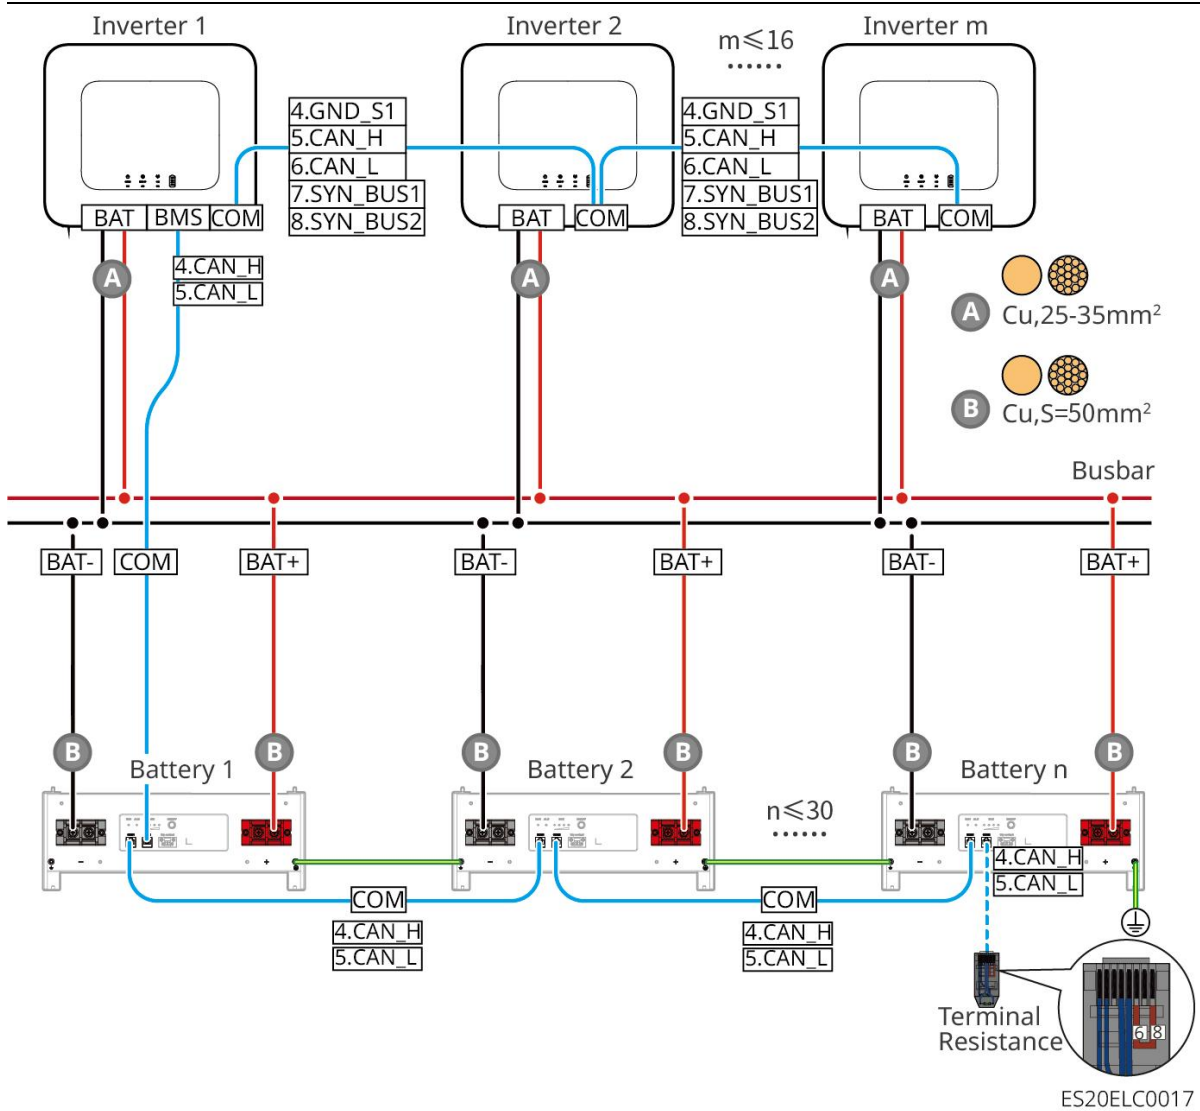 Inverter 1
Inverter 2
m≤16
......
Inverter m
4.GND_S1
5.CAN_H
6.CAN_L
7.SYN_BUS1
8.SYN_BUS2
4.GND_S1
5.CAN_H
6.CAN_L
7.SYN_BUS1
8.SYN_BUS2
BAT
BMS
COM
BAT
COM
BAT
COM
4.CAN_H
5.CAN_L
A
A
A
A
Cu,25-35mm²
B
Cu,S=50mm²
Busbar
BAT-
COM
BAT+
BAT-
BAT+
BAT-
BAT+
B
B
B
B
B
B
Battery 1
Battery 2
Battery n
n≤30
......
-
+
-
+
-
+
4.CAN_H
5.CAN_L
COM
4.CAN_H
5.CAN_L
COM
4.CAN_H
5.CAN_L
Terminal
Resistance
6 8
ES20ELC0017